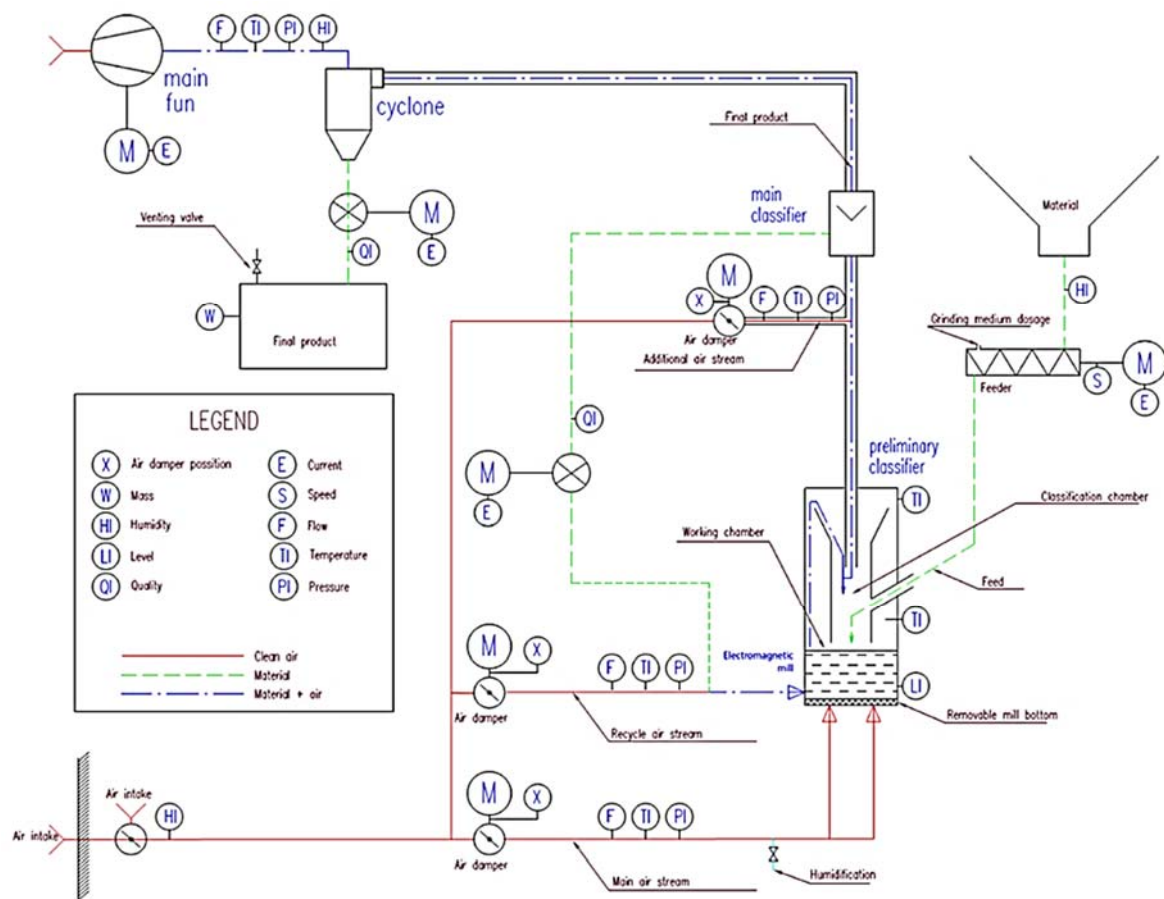 F
TI
PI
HI
main
fun
cyclone
M
E
Final product
M
E
main
classifier
Material
Venting valve
QI
M
HI
X
F
TI
PI
W
Final product
Air damper
Additional air stream
Grinding medium dosage
M
Feeder
S
E
LEGEND
X Air damper possition
E Current
W Mass
S Speed
HI Humidity
F Flow
LI Level
TI Temperature
QI Quality
PI Pressure
Clean air
Material
Material + air
QI
M
E
preliminary
classifier
TI
Classification chamber
Working chamber
Feed
TI
Electromagnetic
mill
M
X
F
TI
PI
LI
Air damper
Recycle air stream
Removable mill bottom
Air intake
Air intake
HI
M
X
F
TI
PI
Air damper
Main air stream
Humidification